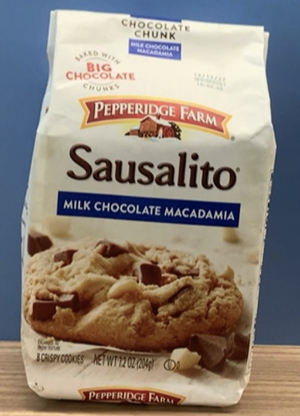 CHOCOLATE
CHUNK
MILK CHOCOLATE
MACADAMIA
BAKED WITH
BIG
CHOCOLATE
CHUNKS
PEPPERIDGE FARM
Sausalito®
MILK CHOCOLATE MACADAMIA
8 CRISPY COOKIES NET WT 7.2 OZ (204g)
PEPPERIDGE FARM